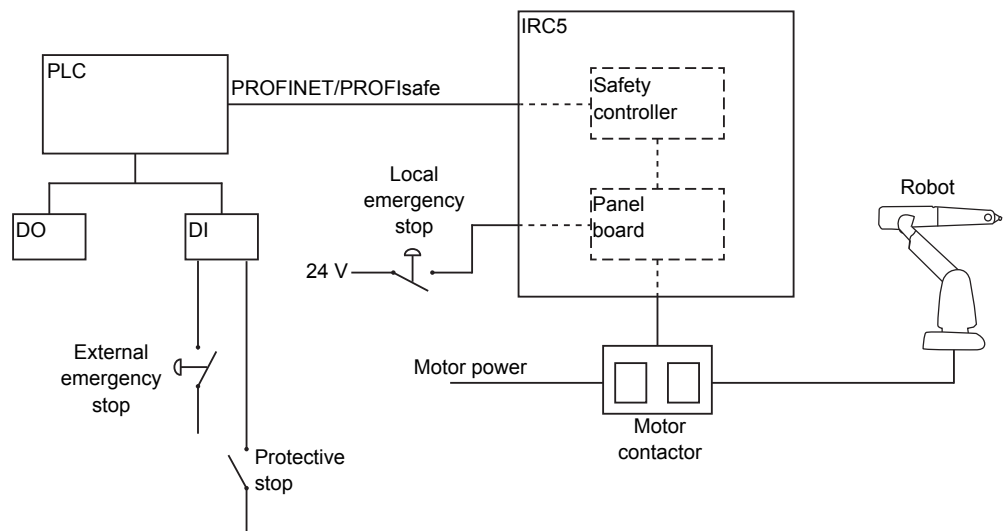 IRC5
PLC
PROFINET/PROFIsafe
Safety
controller
Local
emergency
stop
Panel
board
Robot
DO
DI
24 V
External
emergency
stop
Motor power
Motor
contactor
Protective
stop